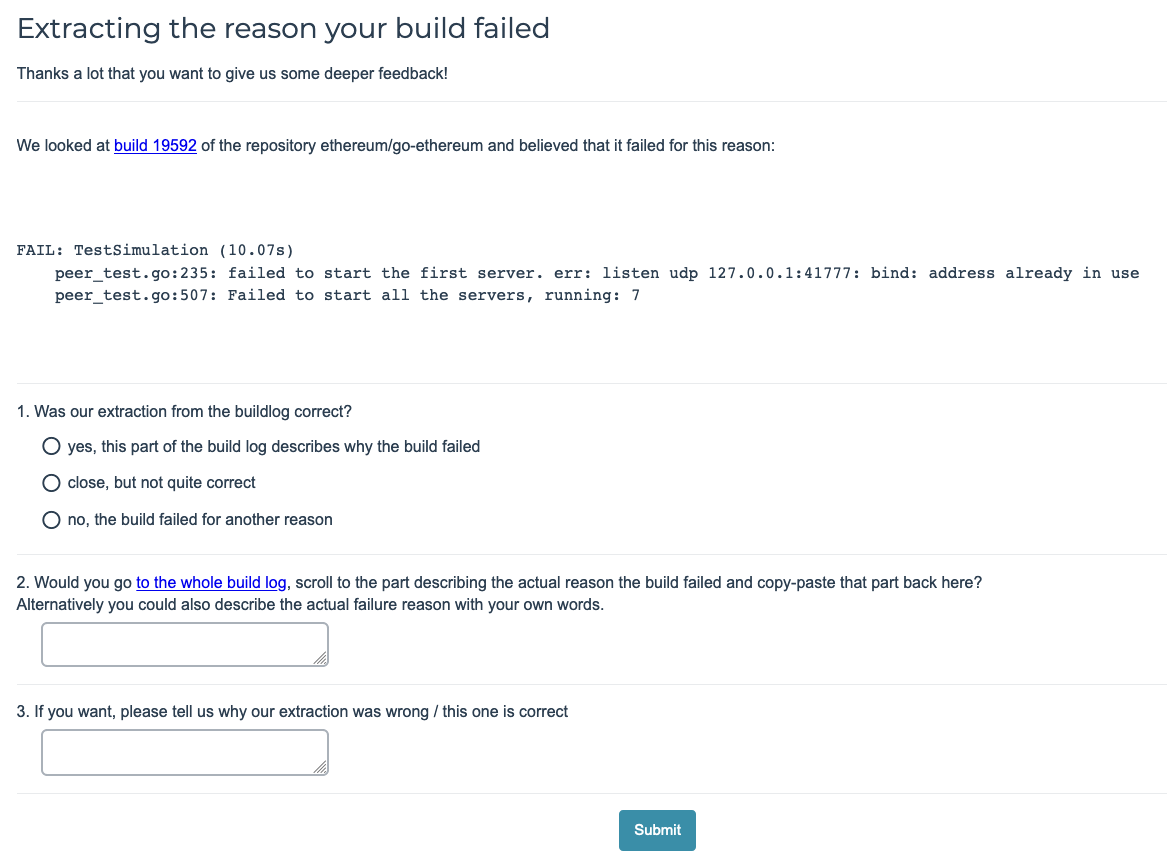 Extracting the reason your build failed
Thanks a lot that you want to give us some deeper feedback!
We looked at build 19592 of the repository ethereum/go-ethereum and believed that it failed for this reason:
FAIL: TestSimulation (10.07s)
    peer_test.go:235: failed to start the first server. err: listen udp 127.0.0.1:41777: bind: address already in use
    peer_test.go:507: Failed to start all the servers, running: 7
1. Was our extraction from the buildlog correct?
yes, this part of the build log describes why the build failed
close, but not quite correct
no, the build failed for another reason
2. Would you go to the whole build log, scroll to the part describing the actual reason the build failed and copy-paste that part back here?
Alternatively you could also describe the actual failure reason with your own words.
3. If you want, please tell us why our extraction was wrong / this one is correct
Submit